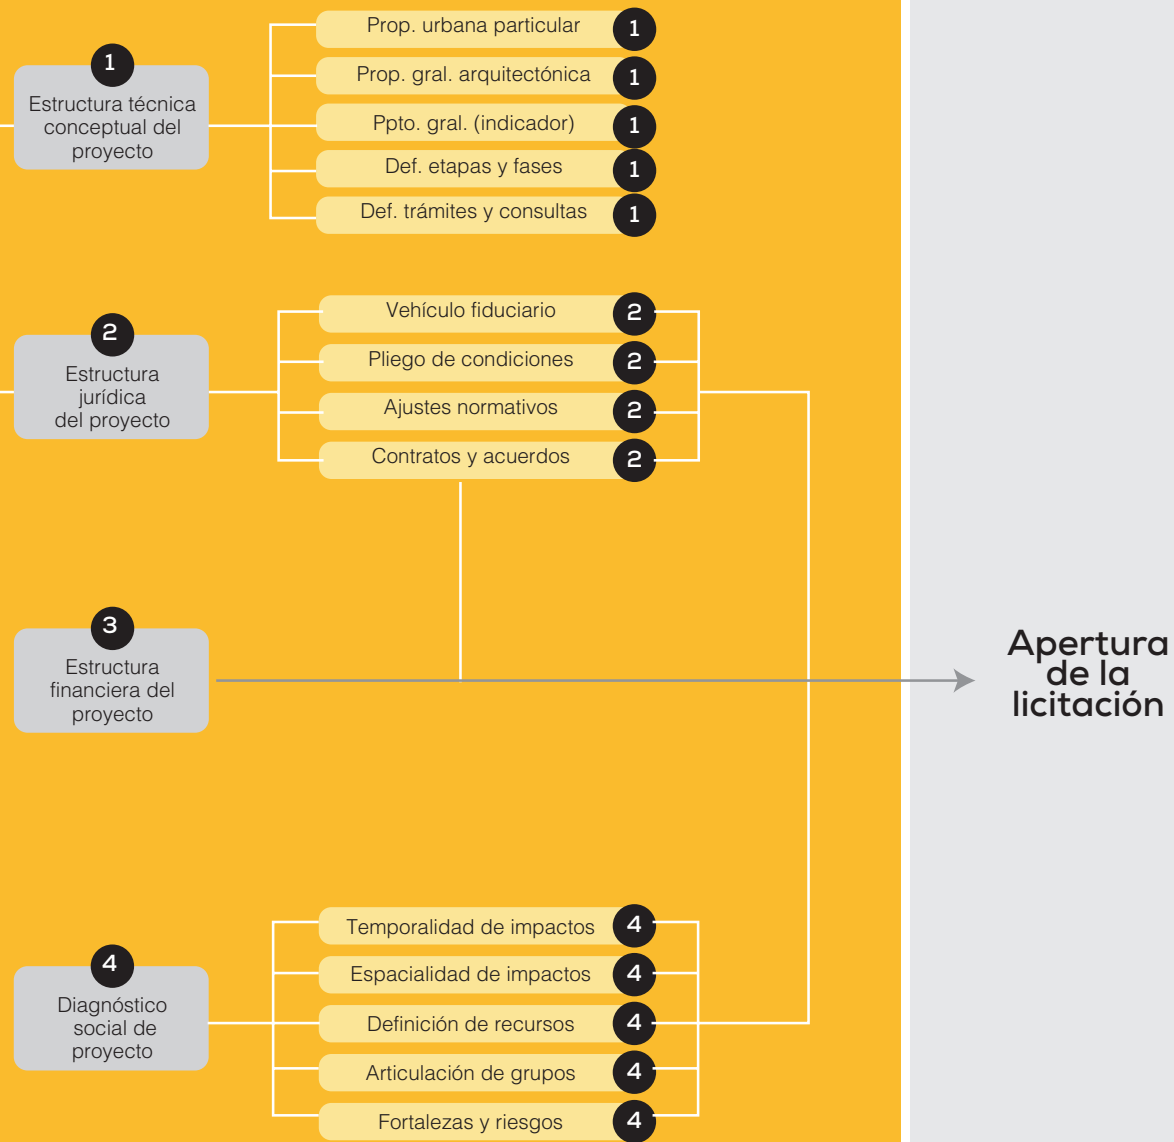 1
Estructura técnica
conceptual del
proyecto
Prop. urbana particular 1
Prop. gral. arquitectónica 1
Ppto. gral. (indicador) 1
Def. etapas y fases 1
Def. trámites y consultas 1
2
Estructura
jurídica
del proyecto
Vehículo fiduciario 2
Pliego de condiciones 2
Ajustes normativos 2
Contratos y acuerdos 2
3
Estructura
financiera del
proyecto
Apertura
de la
licitación
4
Diagnóstico
social de
proyecto
Temporalidad de impactos 4
Espacialidad de impactos 4
Definición de recursos 4
Articulación de grupos 4
Fortalezas y riesgos 4